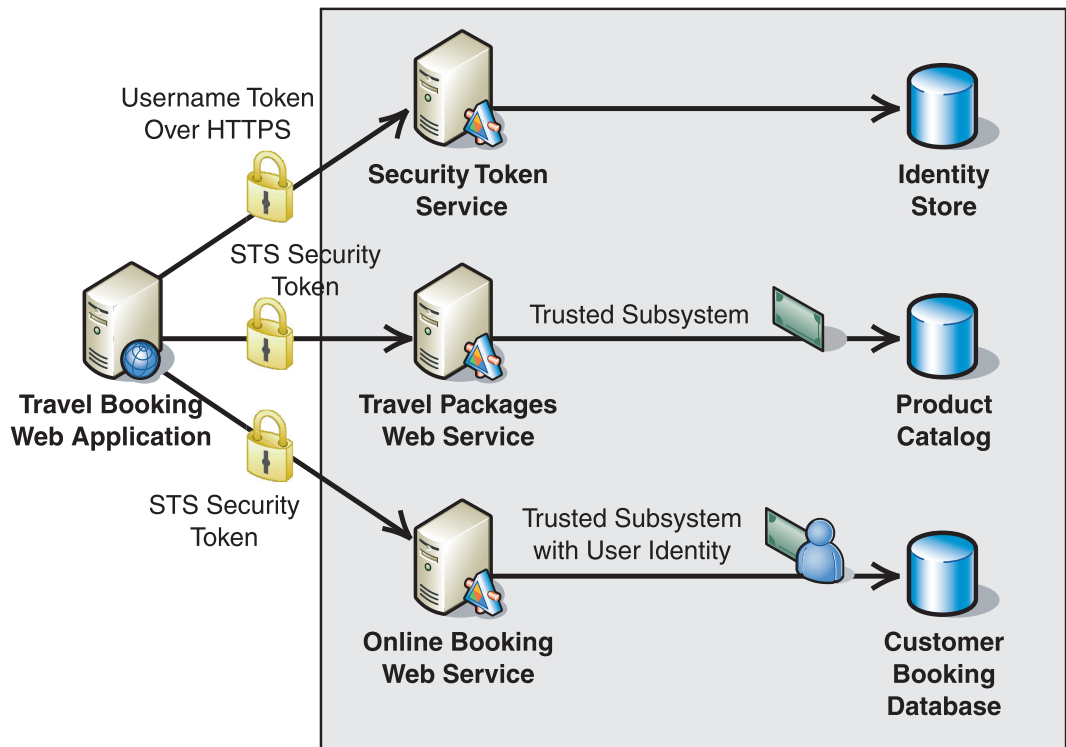 Username Token
Over HTTPS
Security Token
Service
Identity
Store
STS Security
Token
Trusted Subsystem
Travel Booking
Web Application
Travel Packages
Web Service
Product
Catalog
STS Security
Token
Trusted Subsystem
with User Identity
Online Booking
Web Service
Customer
Booking
Database